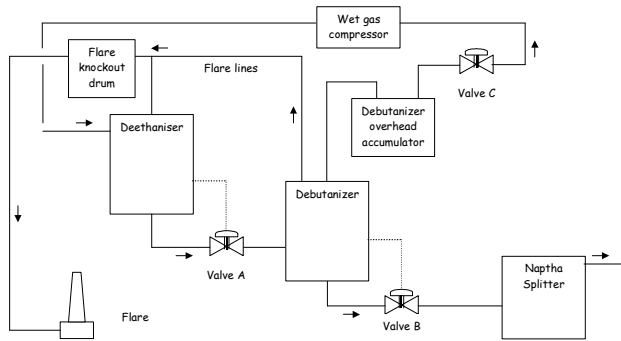 Wet gas
compressor
Flare
knockout
drum
Flare lines
Valve C
Debutanizer
overhead
accumulator
Deethaniser
Debutanizer
Valve A
Naptha
Splitter
Flare
Valve B